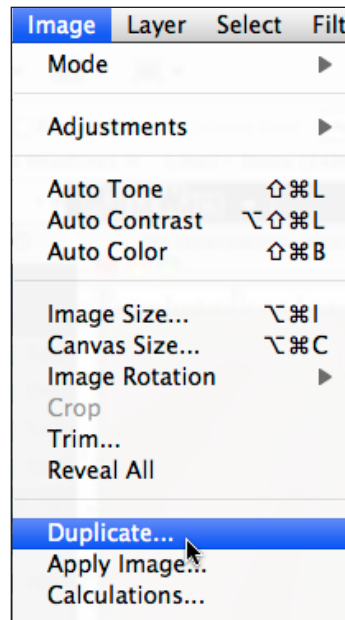 Image Layer Select Filt
Mode
Adjustments
Auto Tone ⇧⌘L
Auto Contrast ⌥⇧⌘L
Auto Color ⇧⌘B
Image Size... ⌥⌘I
Canvas Size... ⌥⌘C
Image Rotation
Crop
Trim...
Reveal All
Duplicate...
Apply Image...
Calculations...